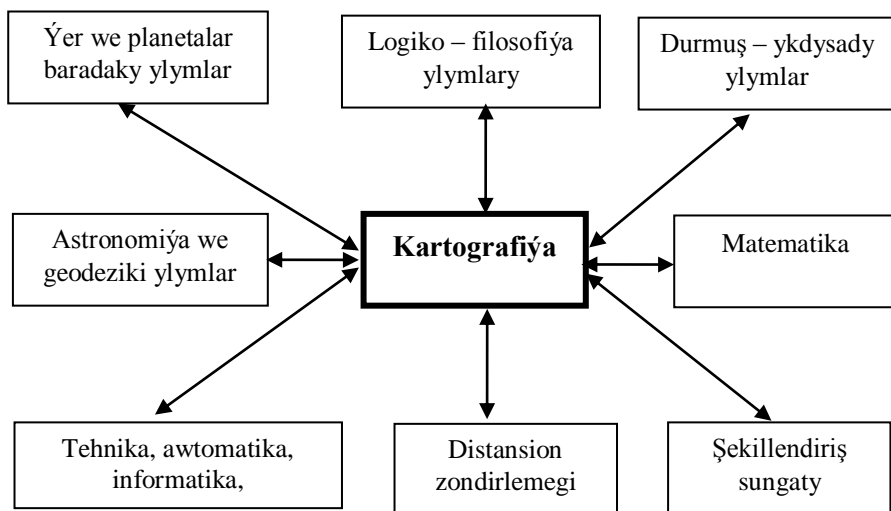 Ýer we planetalar
baradaky ylymlar
Logiko – filosofiýa
ylymlary
Durmuş – ykdysady
ylymlar
Astronomiýa we
geodeziki ylymlar
Kartografiýa
Matematika
Tehnika, awtomatika,
informatika,
Distansion
zondirlemegi
Şekillendiriş
sungaty